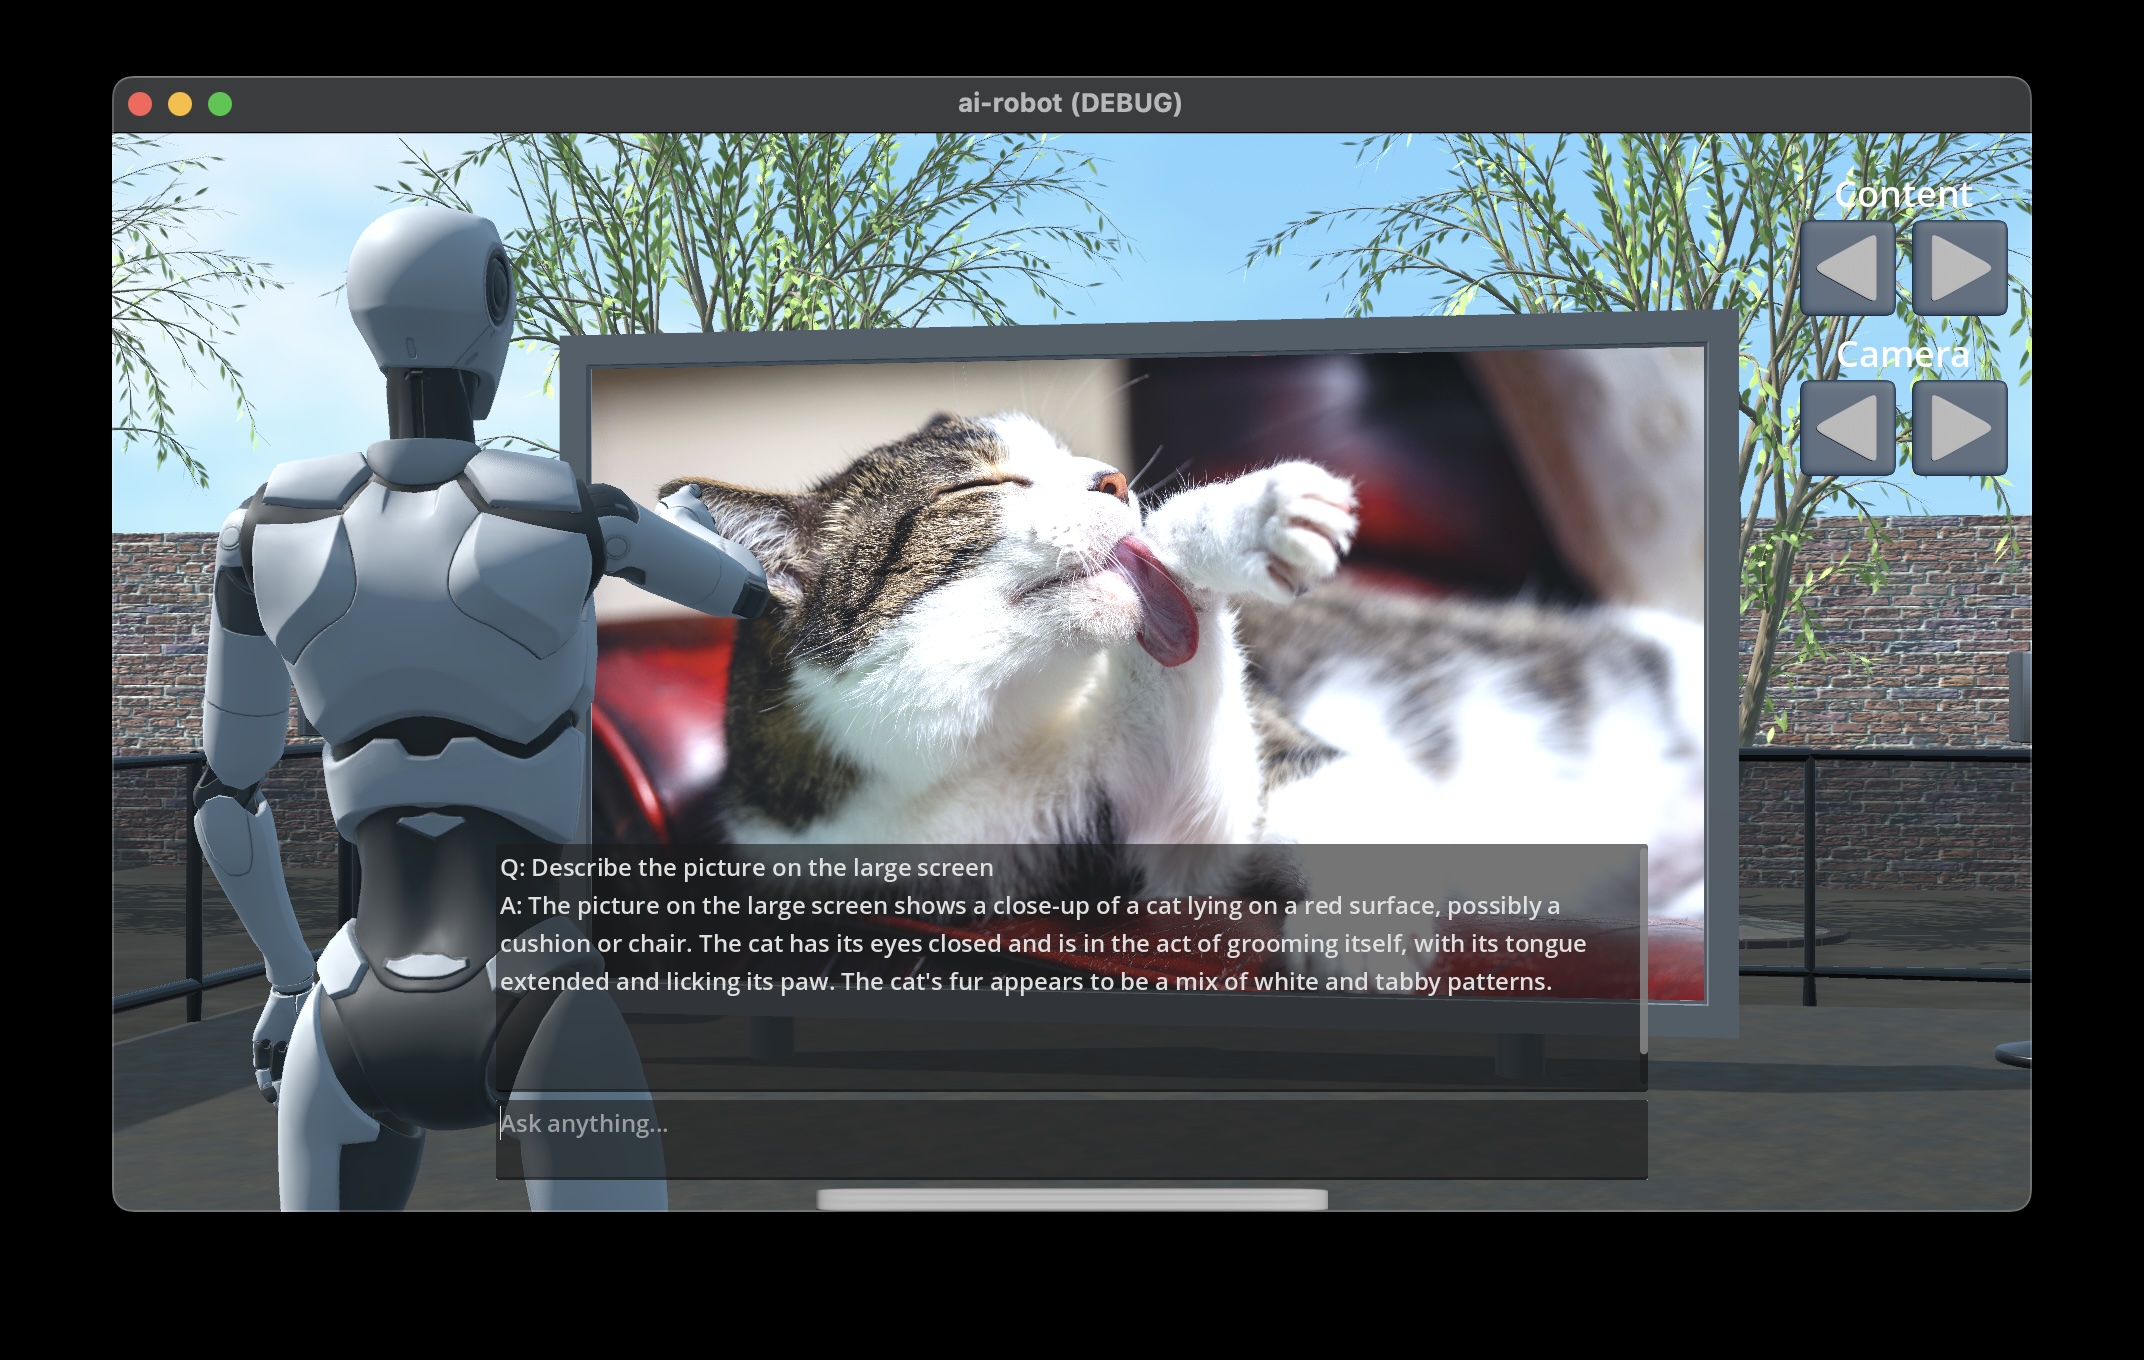 ai-robot (DEBUG)
Content
Camera
Q: Describe the picture on the large screen
A: The picture on the large screen shows a close-up of a cat lying on a red surface, possibly a
cushion or chair. The cat has its eyes closed and is in the act of grooming itself, with its tongue
extended and licking its paw. The cat's fur appears to be a mix of white and tabby patterns.
Ask anything...